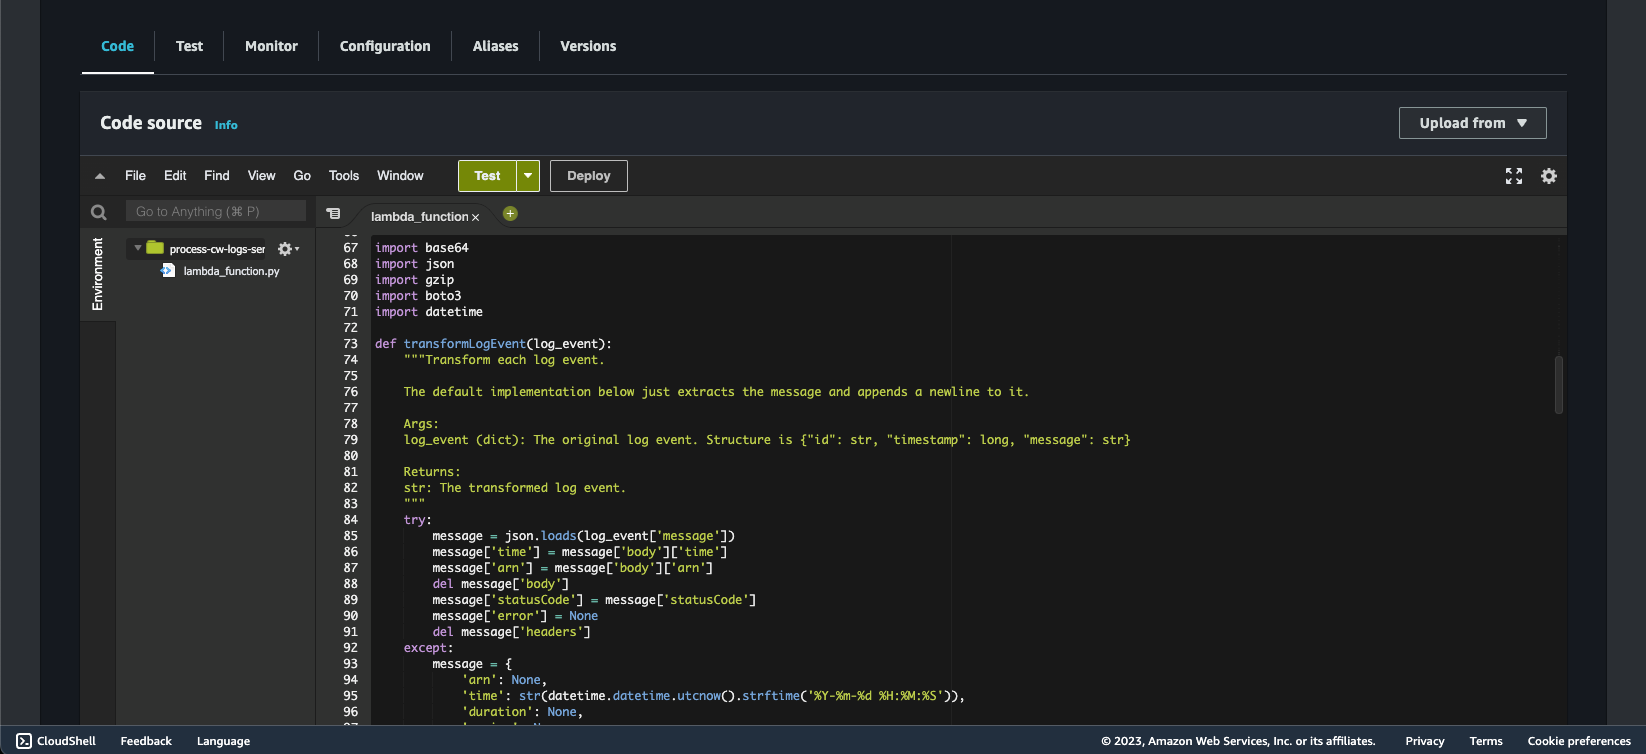 Code
Test
Monitor
Configuration
Aliases
Versions
Code source Info
Upload from
File Edit Find View Go Tools Window Test Deploy
Go to Anything (⌘ P)
lambda_function ×
Environment
process-cw-logs-ser
lambda_function.py
67 import base64
68 import json
69 import gzip
70 import boto3
71 import datetime
72
73 def transformLogEvent(log_event):
74     """Transform each log event.
75
76     The default implementation below just extracts the message and appends a newline to it.
77
78     Args:
79     log_event (dict): The original log event. Structure is {"id": str, "timestamp": long, "message": str}
80
81     Returns:
82     str: The transformed log event.
83     """
84     try:
85         message = json.loads(log_event['message'])
86         message['time'] = message['body']['time']
87         message['arn'] = message['body']['arn']
88         del message['body']
89         message['statusCode'] = message['statusCode']
90         message['error'] = None
91         del message['headers']
92     except:
93         message = {
94             'arn': None,
95             'time': str(datetime.datetime.utcnow().strftime('%Y-%m-%d %H:%M:%S')),
96             'duration': None,
CloudShell Feedback Language © 2023, Amazon Web Services, Inc. or its affiliates. Privacy Terms Cookie preferences